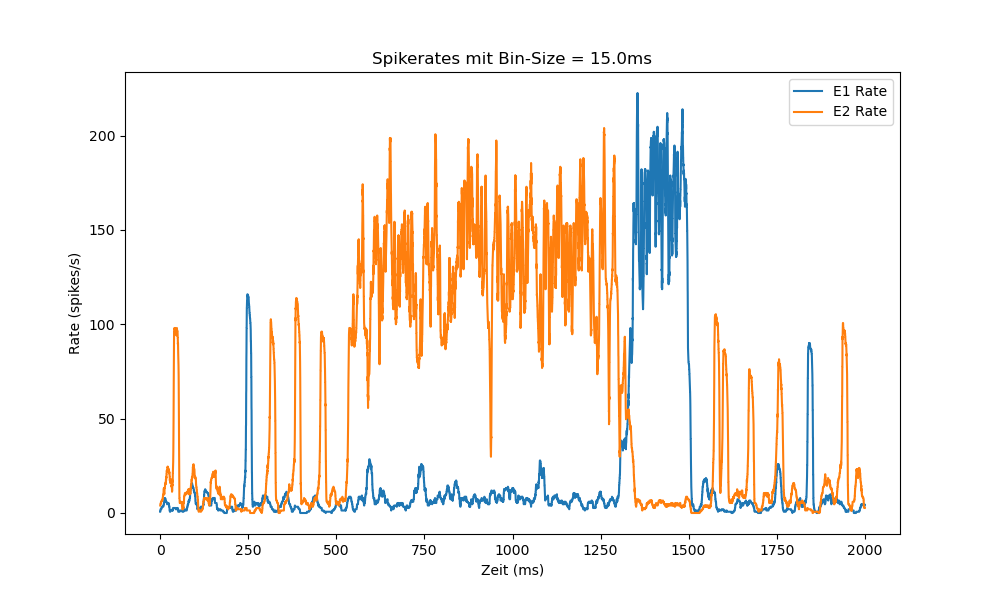 Spikerates mit Bin-Size = 15.0ms
E1 Rate
E2 Rate
Rate (spikes/s)
200
150
100
50
0
0 250 500 750 1000 1250 1500 1750 2000
Zeit (ms)